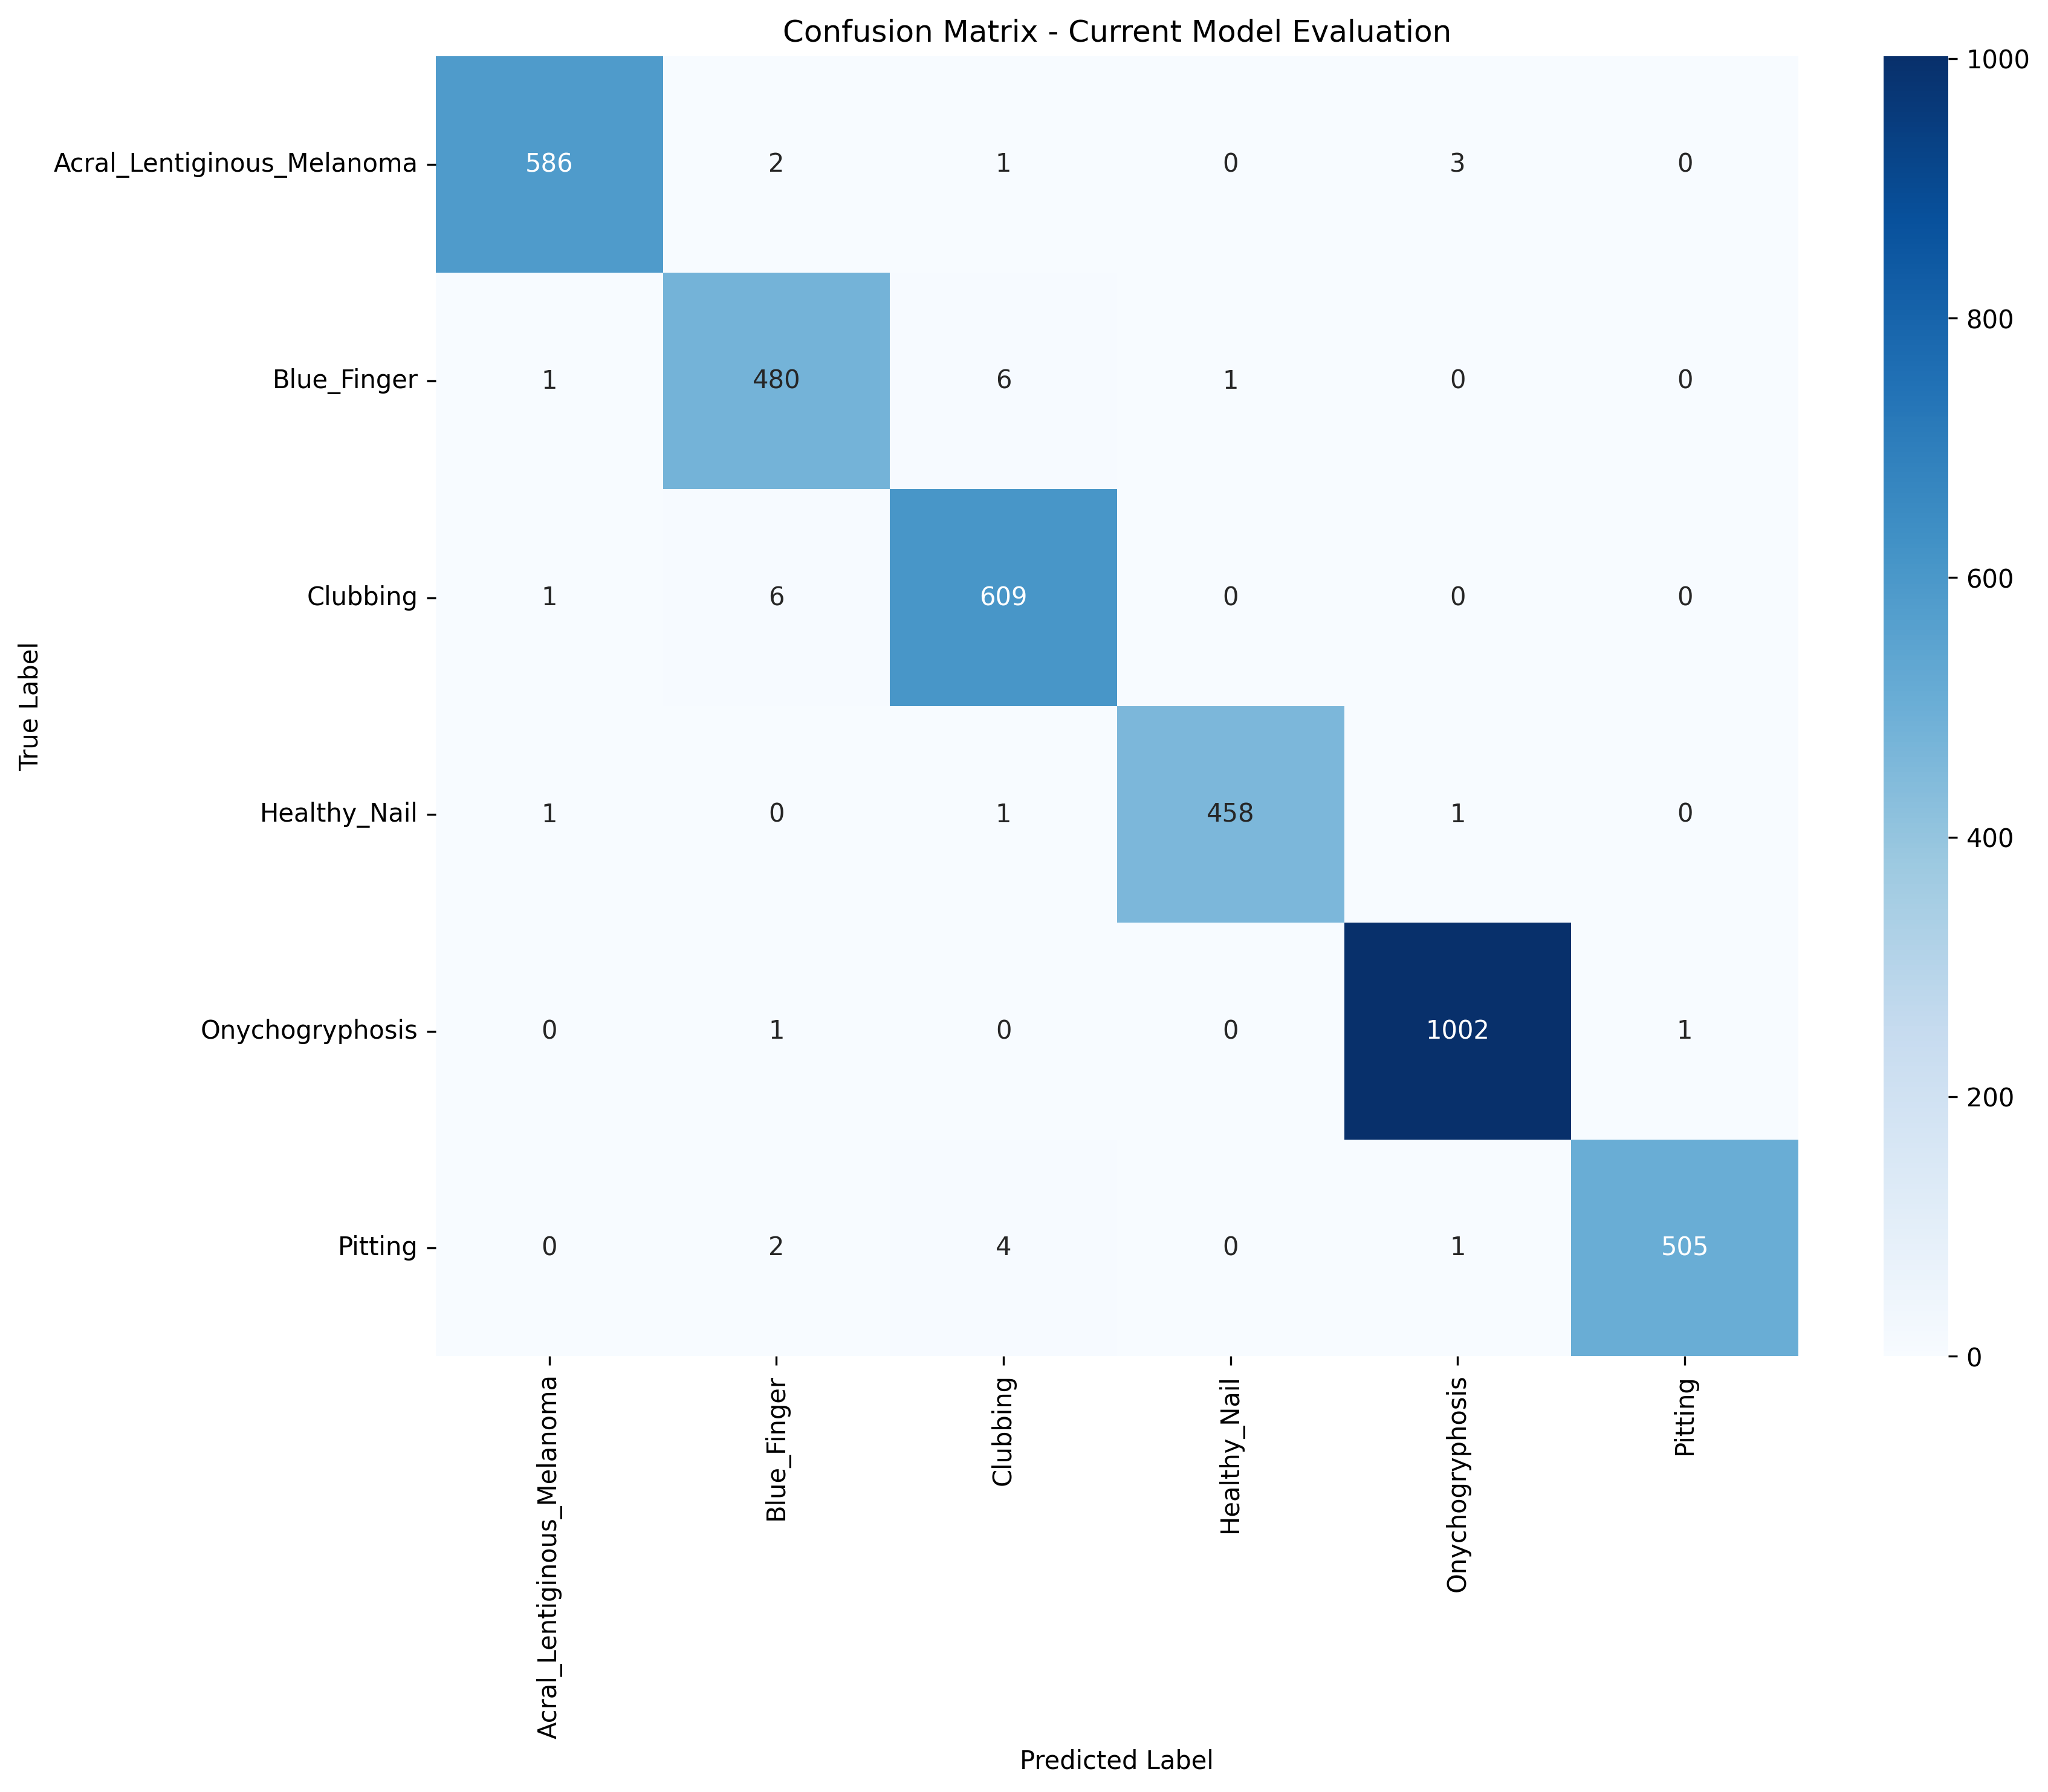 Confusion Matrix - Current Model Evaluation
True Label
Acral_Lentiginous_Melanoma 586 2 1 0 3 0
Blue_Finger 1 480 6 1 0 0
Clubbing 1 6 609 0 0 0
Healthy_Nail 1 0 1 458 1 0
Onychogryphosis 0 1 0 0 1002 1
Pitting 0 2 4 0 1 505
Acral_Lentiginous_Melanoma
Blue_Finger
Clubbing
Healthy_Nail
Onychogryphosis
Pitting
Predicted Label
1000
800
600
400
200
0